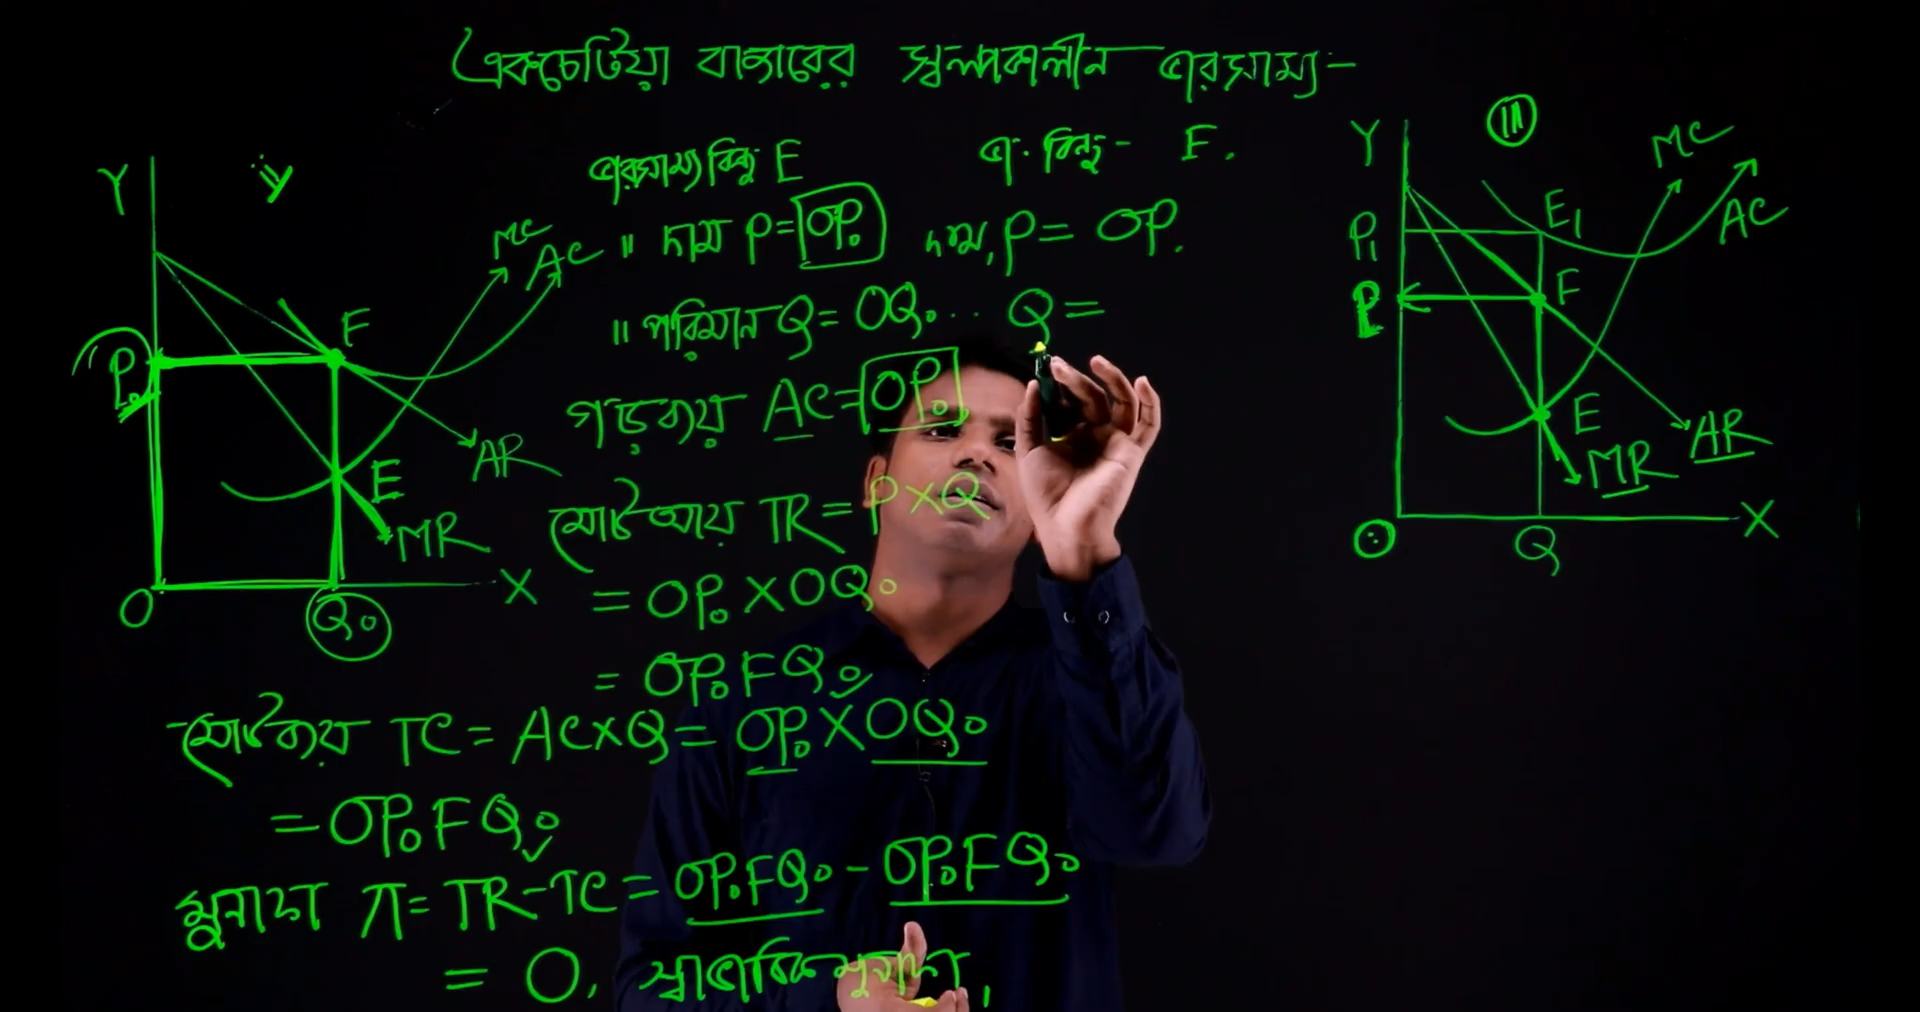 একচেটিয়া বাজারের স্বল্পকালীন ভারসাম্য-
ii
Y
P₀
O
Q₀
X
F
E
MC
AC
AR
MR
ভারসাম্য বিন্দু E
" দাম P = OP₀
" পরিমান Q = OQ₀..
গড় ব্যয় AC = OP₀
মোট আয় TR = P X Q
= OP₀ X OQ₀
= OP₀FQ₀
মোট ব্যয় TC = AC X Q = OP₀ X OQ₀
= OP₀FQ₀
মুনাফা π = TR - TC = OP₀FQ₀ - OP₀FQ₀
= 0, স্বাভাবিক মুনাফা,
ভা. বিন্দু - E.
দাম, P = OP.
Q =
iii
Y
P₁
P
O
Q
X
E₁
F
E
MC
AC
AR
MR